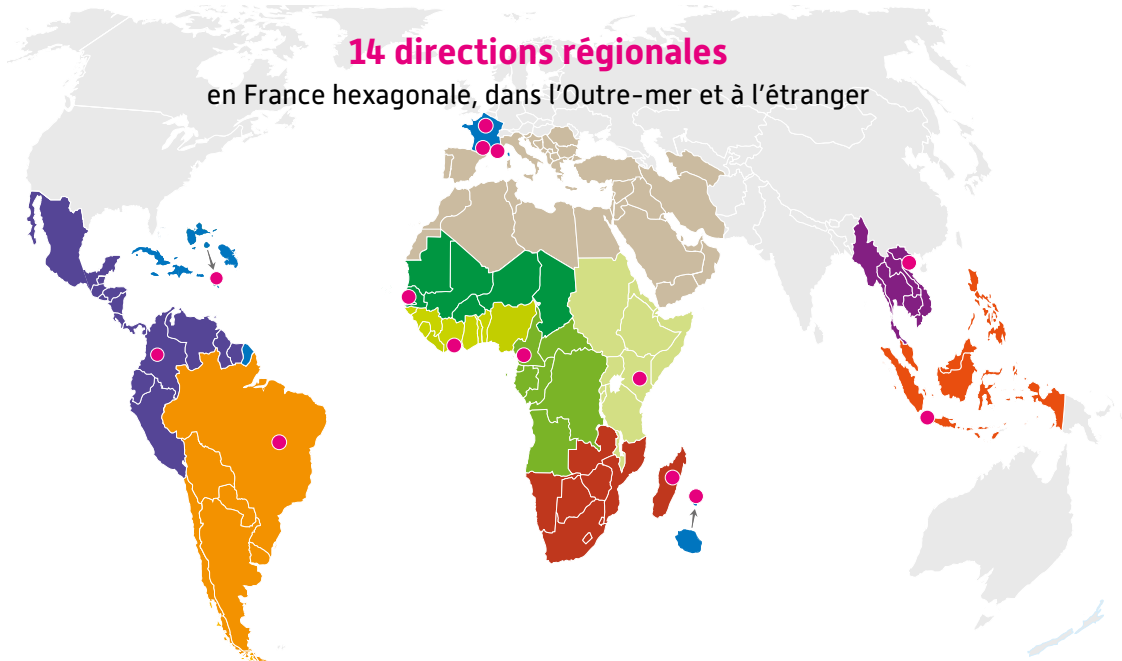 14 directions régionales
en France hexagonale, dans l'Outre-mer et à l'étranger